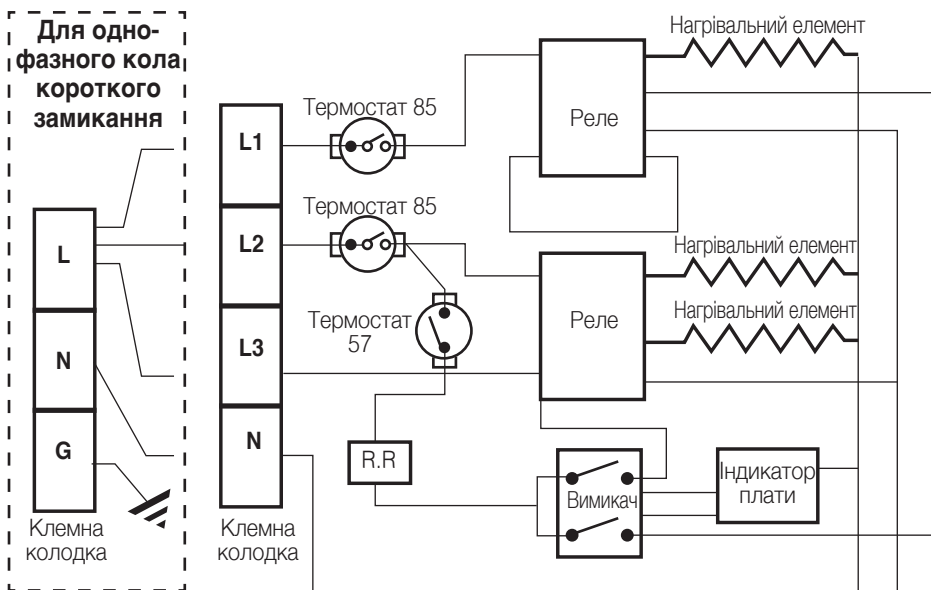 Для одно-
фазного кола
короткого
замикання
L
N
G
Клемна
колодка
L1
L2
L3
N
Клемна
колодка
Термостат 85
Термостат 85
Термостат
57
R.R
Реле
Нагрівальний елемент
Реле
Нагрівальний елемент
Нагрівальний елемент
Вимикач
Індикатор
плати